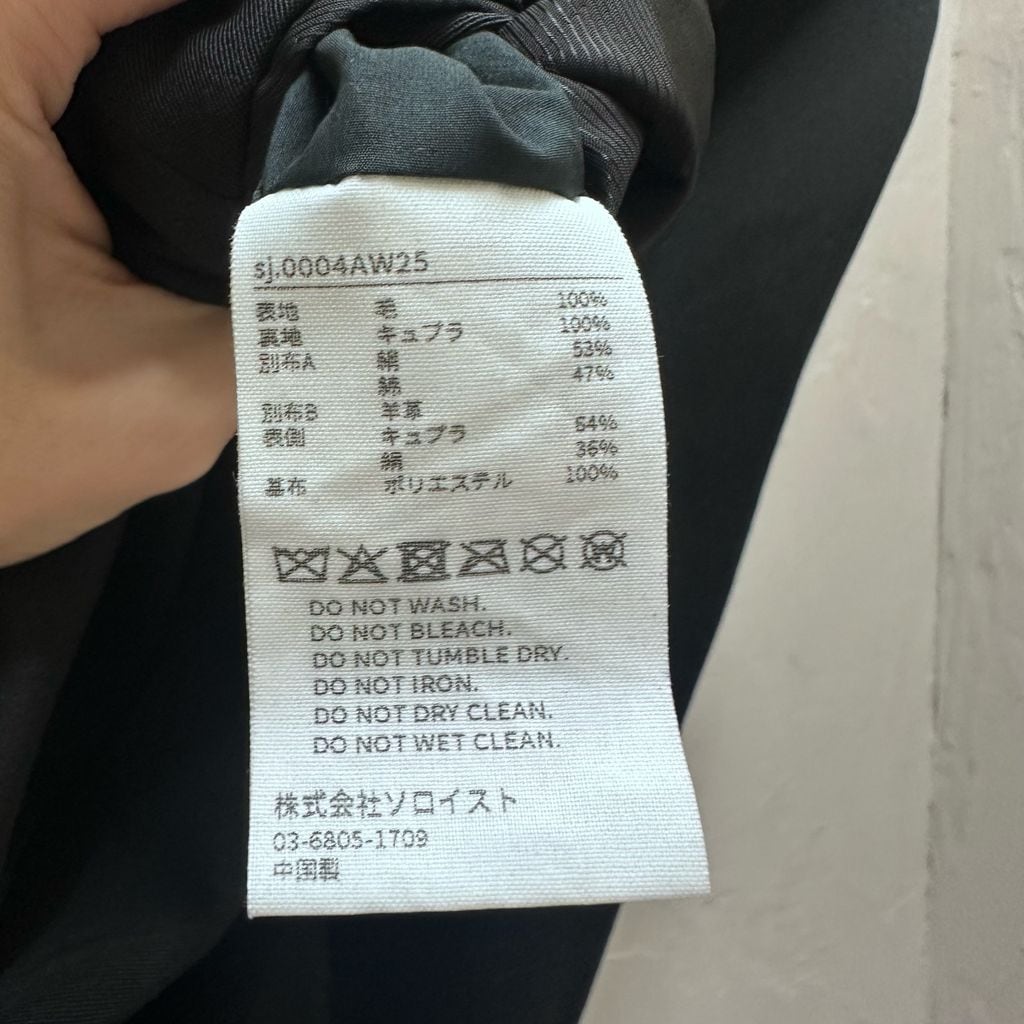 sj.0004AW25
表地 毛 100%
裏地 キュプラ 100%
別布A 絹 53%
綿 47%
別布B 羊革
表側 キュプラ 64%
絹 36%
基布 ポリエステル 100%
DO NOT WASH.
DO NOT BLEACH.
DO NOT TUMBLE DRY.
DO NOT IRON.
DO NOT DRY CLEAN.
DO NOT WET CLEAN.
株式会社ソロイスト
03-6805-1709
中国製